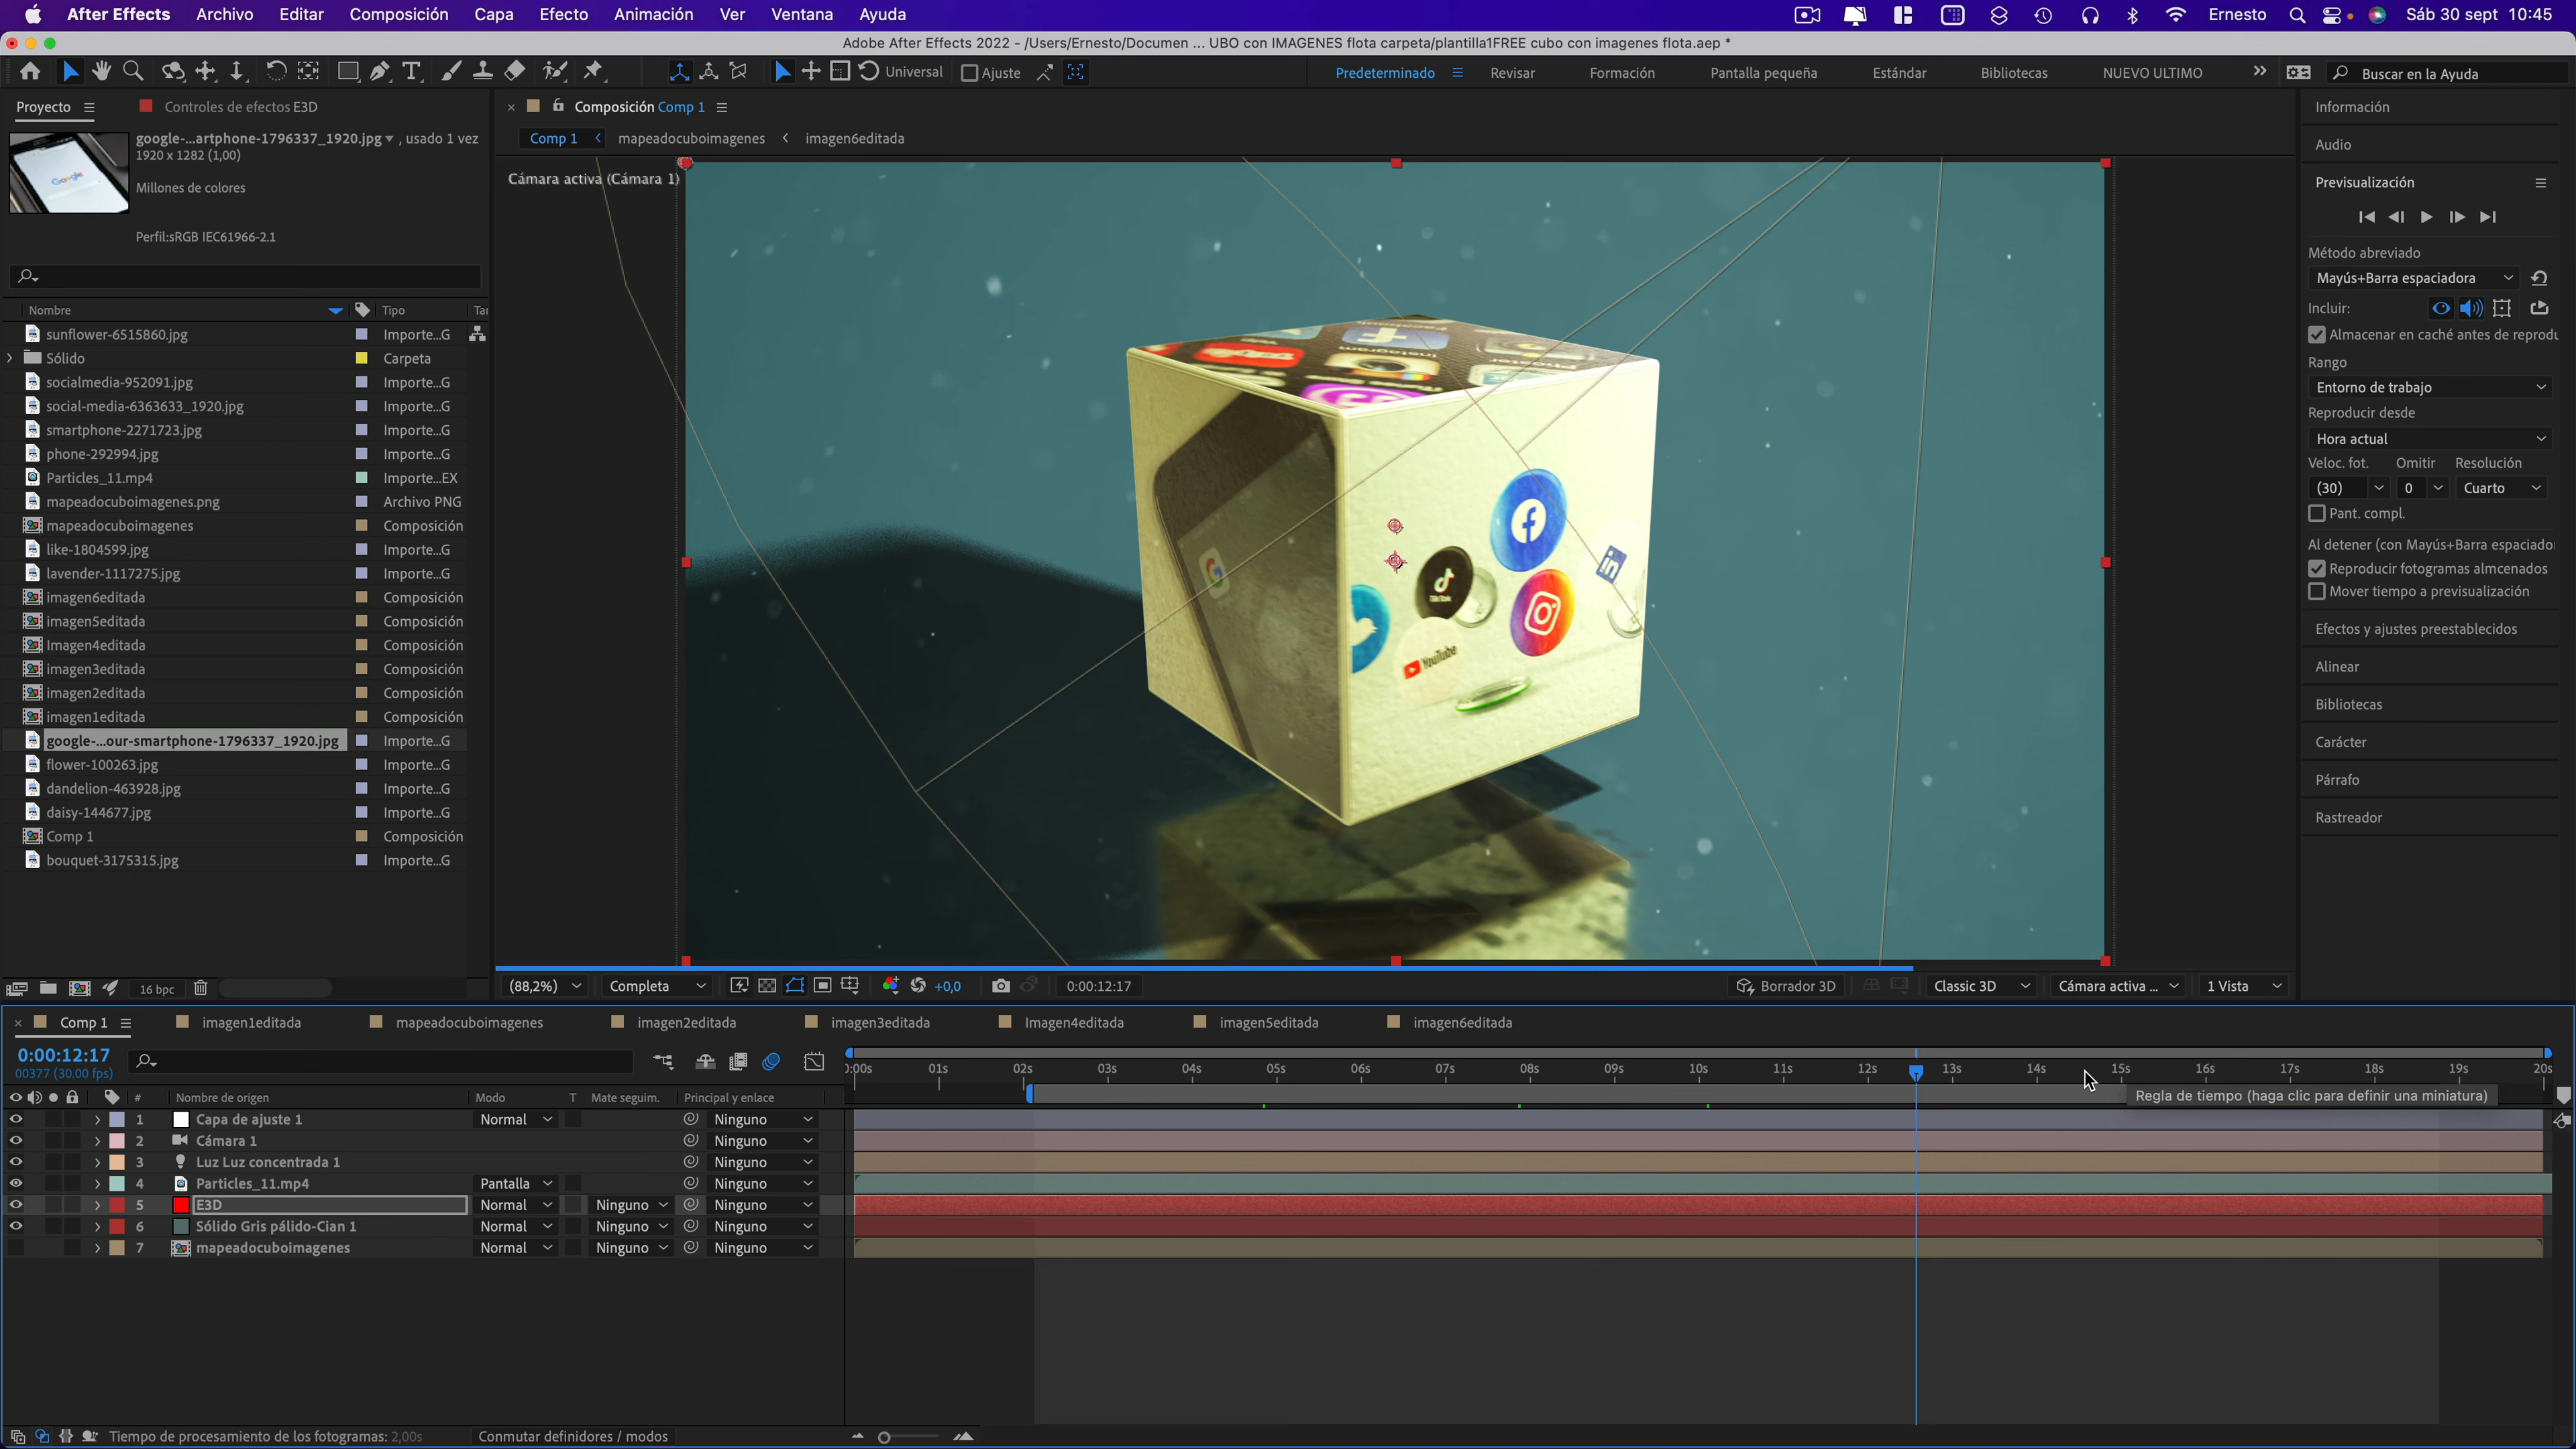 After Effects Archivo Editar Composición Capa Efecto Animación Ver Ventana Ayuda Ernesto Sáb 30 sept 10:45
Adobe After Effects 2022 - /Users/Ernesto/Documen ... UBO con IMAGENES flota carpeta/plantilla1FREE cubo con imagenes flota.aep *
Universal Ajuste Predeterminado Revisar Formación Pantalla pequeña Estándar Bibliotecas NUEVO ULTIMO Buscar en la Ayuda
Proyecto Controles de efectos E3D
google-...artphone-1796337_1920.jpg , usado 1 vez
1920 x 1282 (1,00)
Millones de colores
Perfil:sRGB IEC61966-2.1
Nombre Tipo Tar
sunflower-6515860.jpg Importe...G
Sólido Carpeta
socialmedia-952091.jpg Importe...G
social-media-6363633_1920.jpg Importe...G
smartphone-2271723.jpg Importe...G
phone-292994.jpg Importe...G
Particles_11.mp4 Importe...EX
mapeadocuboimagenes.png Archivo PNG
mapeadocuboimagenes Composición
like-1804599.jpg Importe...G
lavender-1117275.jpg Importe...G
imagen6editada Composición
imagen5editada Composición
Imagen4editada Composición
imagen3editada Composición
imagen2editada Composición
imagen1editada Composición
google-...our-smartphone-1796337_1920.jpg Importe...G
flower-100263.jpg Importe...G
dandelion-463928.jpg Importe...G
daisy-144677.jpg Importe...G
Comp 1 Composición
bouquet-3175315.jpg Importe...G
16 bpc
Composición Comp 1
Comp 1 mapeadocuboimagenes imagen6editada
Cámara activa (Cámara 1)
TikTok
in
YouTube
(88,2%) Completa +0,0 0:00:12:17 Borrador 3D Classic 3D Cámara activa ... 1 Vista
Información
Audio
Previsualización
Método abreviado
Mayús+Barra espaciadora
Incluir:
Almacenar en caché antes de reprodu
Rango
Entorno de trabajo
Reproducir desde
Hora actual
Veloc. fot. Omitir Resolución
(30) 0 Cuarto
Pant. compl.
Al detener (con Mayús+Barra espaciado
Reproducir fotogramas almcenados
Mover tiempo a previsualización
Efectos y ajustes preestablecidos
Alinear
Bibliotecas
Carácter
Párrafo
Rastreador
Comp 1 imagen1editada mapeadocuboimagenes imagen2editada imagen3editada Imagen4editada imagen5editada imagen6editada
0:00:12:17
00377 (30.00 fps)
):00s 01s 02s 03s 04s 05s 06s 07s 08s 09s 10s 11s 12s 13s 14s 15s 16s 17s 18s 19s 20s
Regla de tiempo (haga clic para definir una miniatura)
# Nombre de origen Modo T Mate seguim. Principal y enlace
1 Capa de ajuste 1 Normal Ninguno
2 Cámara 1 Ninguno
3 Luz Luz concentrada 1 Ninguno
4 Particles_11.mp4 Pantalla Ninguno
5 E3D Normal Ninguno Ninguno
6 Sólido Gris pálido-Cian 1 Normal Ninguno Ninguno
7 mapeadocuboimagenes Normal Ninguno Ninguno
Tiempo de procesamiento de los fotogramas: 2,00s Conmutar definidores / modos